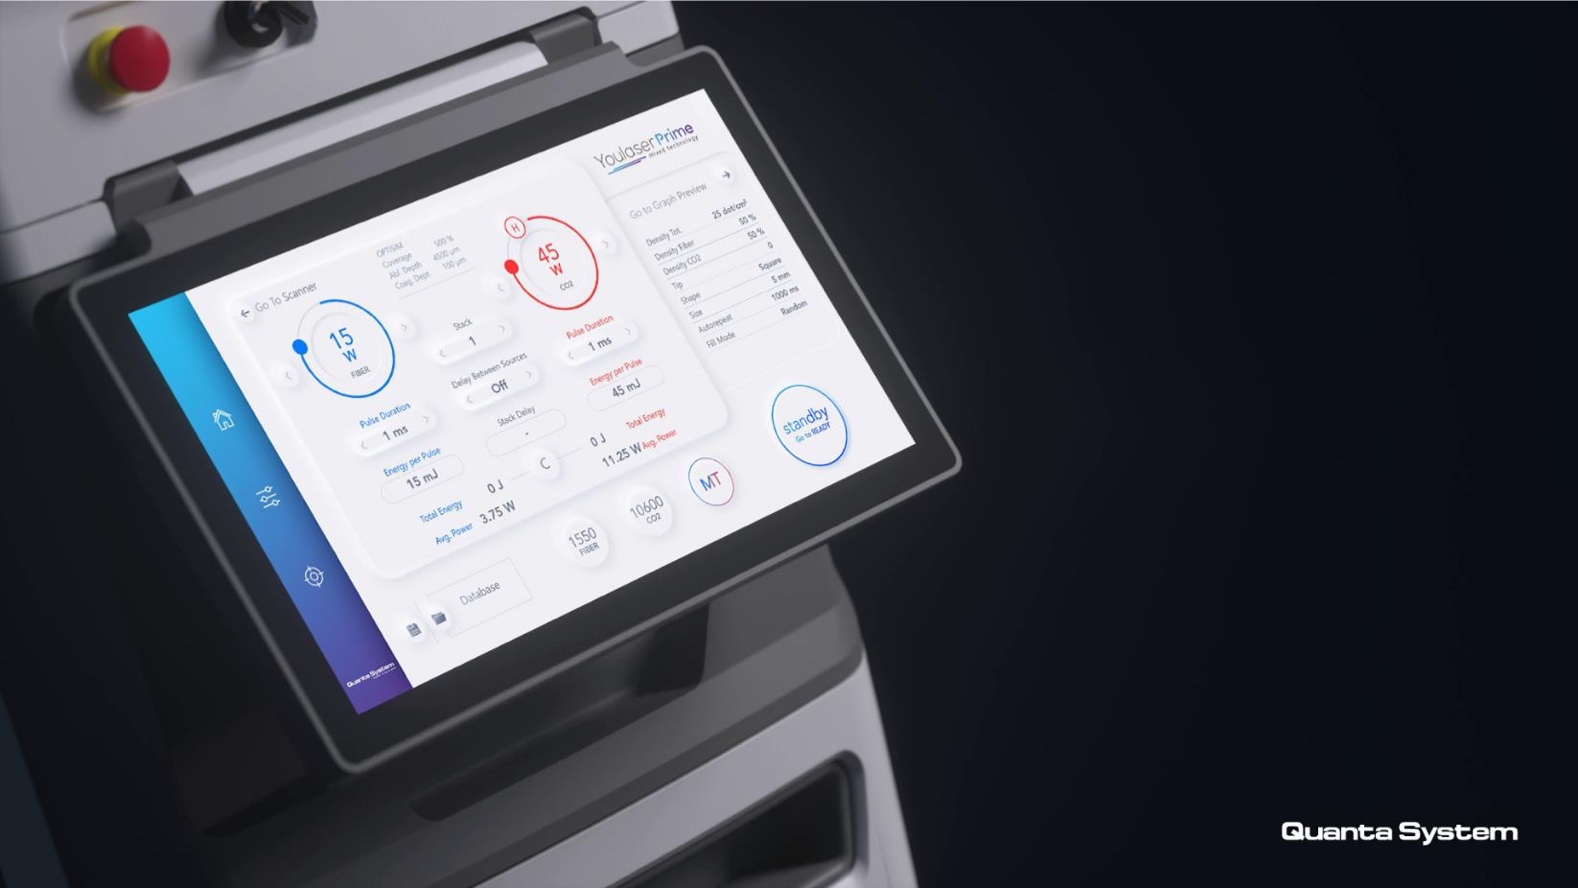 Youlaser Prime
mixed technology
Go to Graph Preview
Density Tot. 25 dot/cm²
Density Fiber 50 %
Density CO2 50 %
Tip 0
Shape Square
Size 5 mm
Autorepeat 1000 ms
Fill Mode Random
Go To Scanner
OPTISIM
Coverage 500 %
Abl. Depth 4500 µm
Coag. Dept 100 µm
15
W
FIBER
H
45
W
CO2
Stack
1
Delay Between Sources
Off
Stack Delay
-
Pulse Duration
1 ms
Energy per Pulse
15 mJ
Total Energy 0 J
Avg. Power 3.75 W
Pulse Duration
1 ms
Energy per Pulse
45 mJ
0 J Total Energy
11.25 W Avg. Power
C
standby
Go to READY
1550
FIBER
10600
CO2
MT
Database
Quanta System
Quanta System